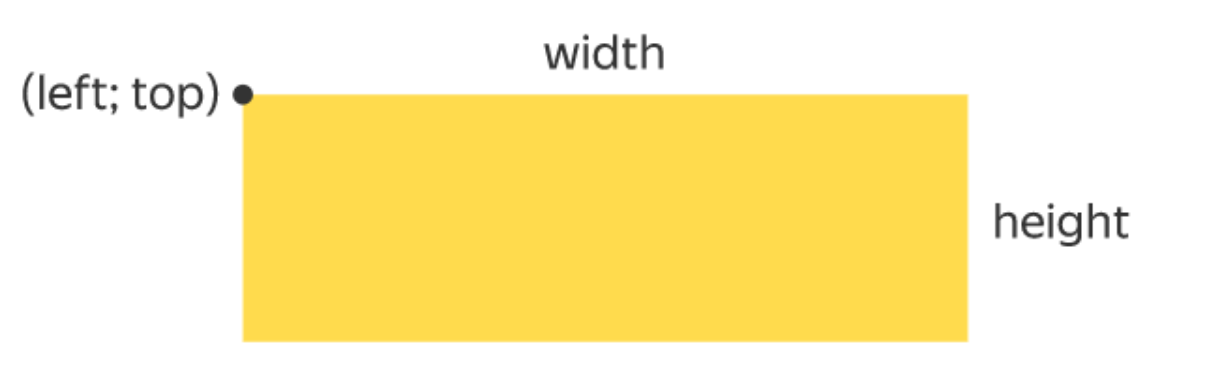 width
(left; top)
height